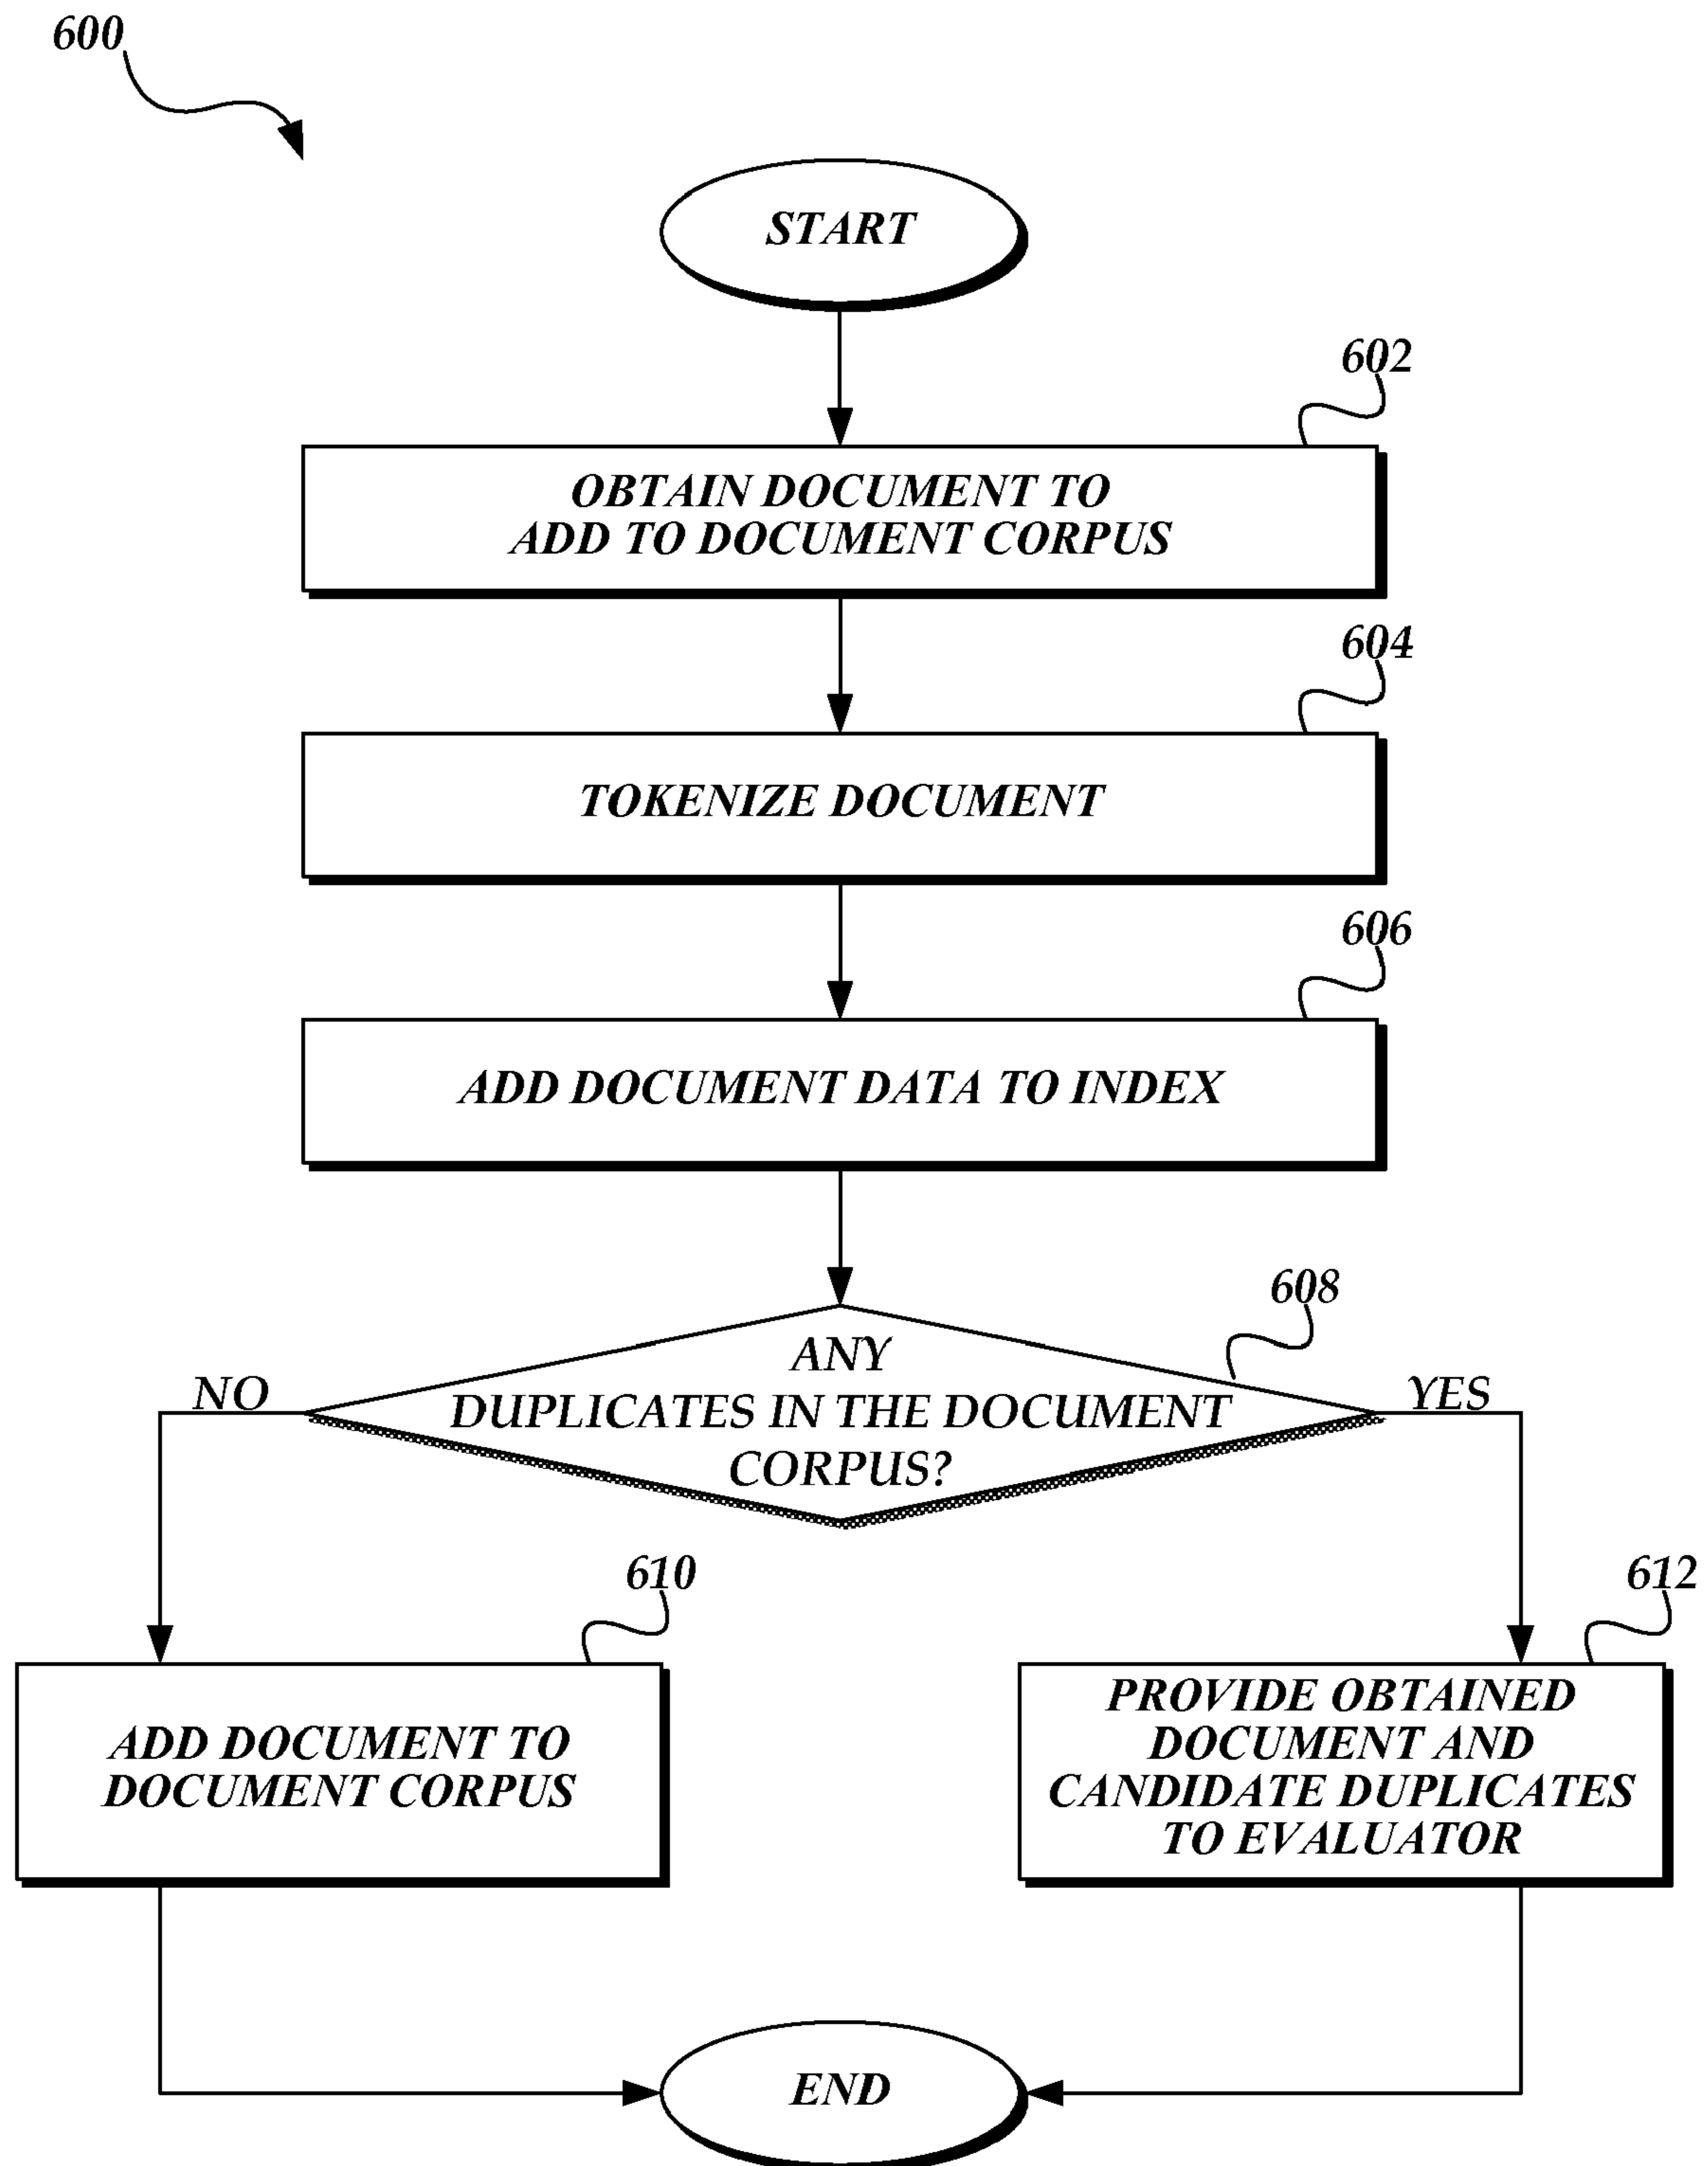 600
START
602
OBTAIN DOCUMENT TO
ADD TO DOCUMENT CORPUS
604
TOKENIZE DOCUMENT
606
ADD DOCUMENT DATA TO INDEX
608
ANY
DUPLICATES IN THE DOCUMENT
CORPUS?
NO
YES
610
ADD DOCUMENT TO
DOCUMENT CORPUS
612
PROVIDE OBTAINED
DOCUMENT AND
CANDIDATE DUPLICATES
TO EVALUATOR
END